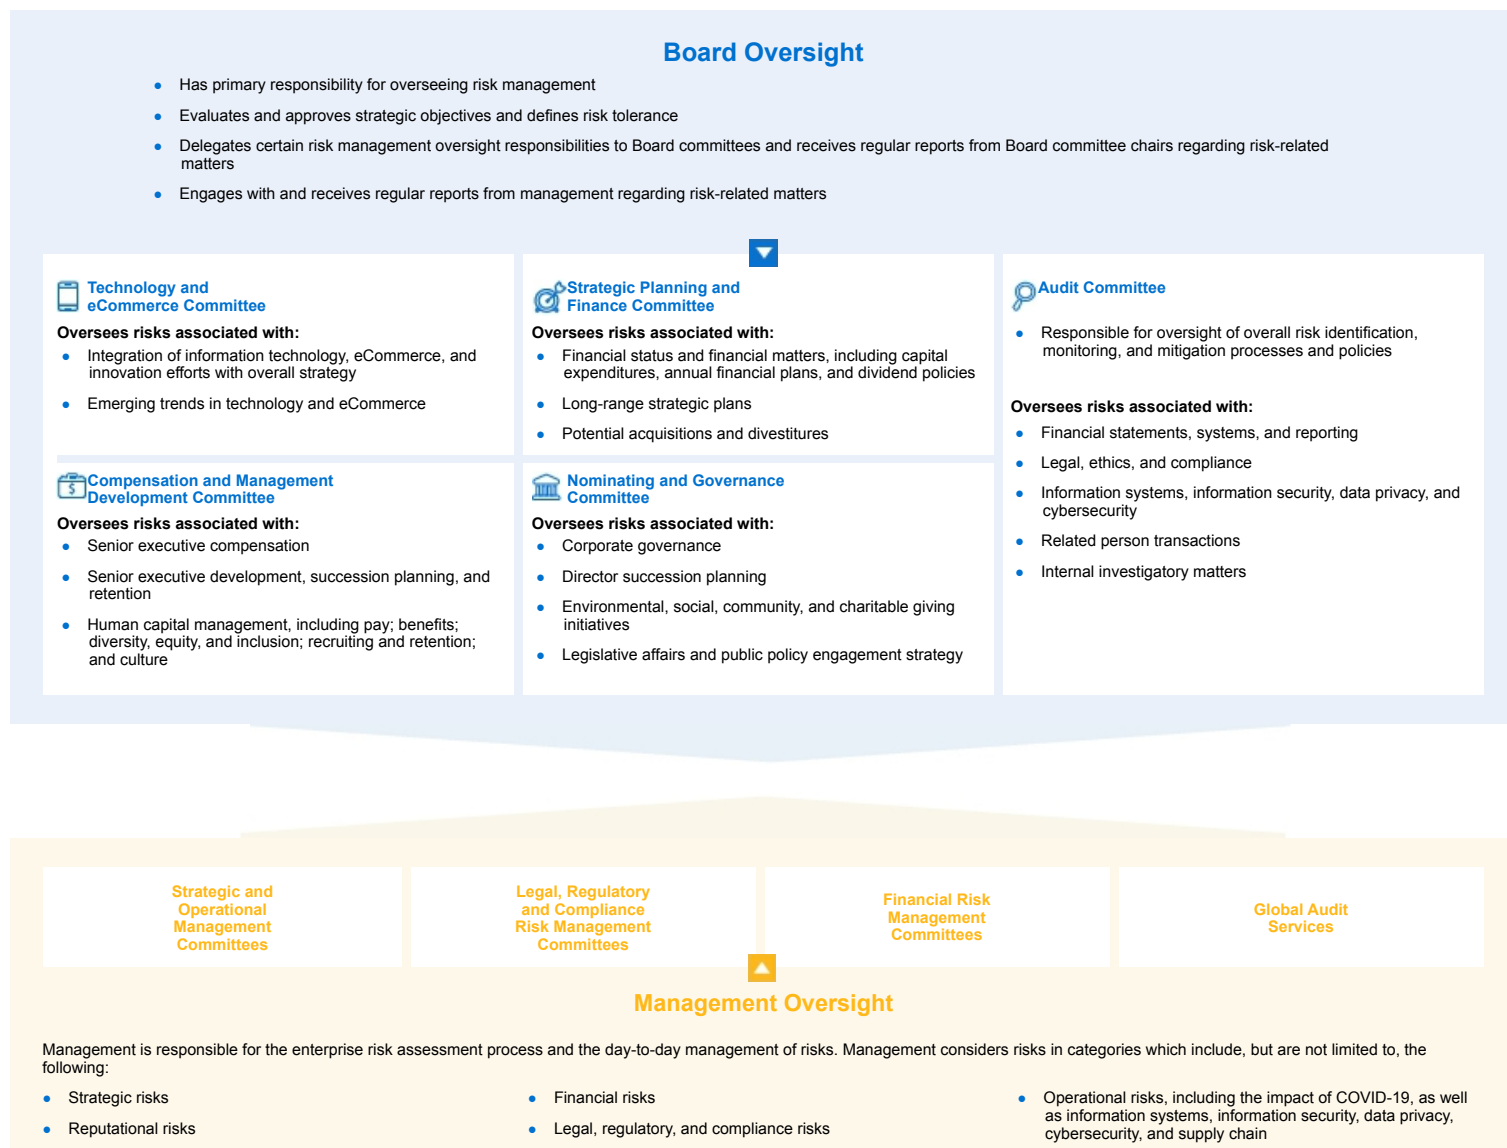 Board Oversight
● Has primary responsibility for overseeing risk management
● Evaluates and approves strategic objectives and defines risk tolerance
● Delegates certain risk management oversight responsibilities to Board committees and receives regular reports from Board committee chairs regarding risk-related
matters
● Engages with and receives regular reports from management regarding risk-related matters
Technology and
eCommerce Committee
Oversees risks associated with:
● Integration of information technology, eCommerce, and
innovation efforts with overall strategy
● Emerging trends in technology and eCommerce
Strategic Planning and
Finance Committee
Oversees risks associated with:
● Financial status and financial matters, including capital
expenditures, annual financial plans, and dividend policies
● Long-range strategic plans
● Potential acquisitions and divestitures
Audit Committee
● Responsible for oversight of overall risk identification,
monitoring, and mitigation processes and policies
Oversees risks associated with:
● Financial statements, systems, and reporting
● Legal, ethics, and compliance
● Information systems, information security, data privacy, and
cybersecurity
● Related person transactions
● Internal investigatory matters
Compensation and Management
Development Committee
Oversees risks associated with:
● Senior executive compensation
● Senior executive development, succession planning, and
retention
● Human capital management, including pay; benefits;
diversity, equity, and inclusion; recruiting and retention;
and culture
Nominating and Governance
Committee
Oversees risks associated with:
● Corporate governance
● Director succession planning
● Environmental, social, community, and charitable giving
initiatives
● Legislative affairs and public policy engagement strategy
Strategic and
Operational
Management
Committees
Legal, Regulatory
and Compliance
Risk Management
Committees
Financial Risk
Management
Committees
Global Audit
Services
Management Oversight
Management is responsible for the enterprise risk assessment process and the day-to-day management of risks. Management considers risks in categories which include, but are not limited to, the
following:
● Strategic risks
● Reputational risks
● Financial risks
● Legal, regulatory, and compliance risks
● Operational risks, including the impact of COVID-19, as well
as information systems, information security, data privacy,
cybersecurity, and supply chain